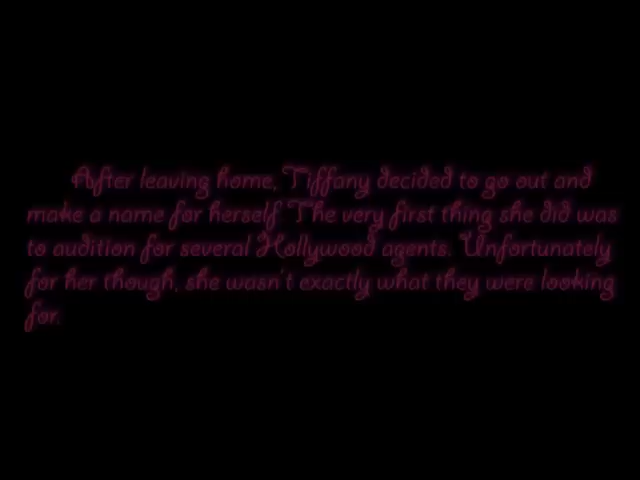 After leaving home, Tiffany decided to go out and
make a name for herself. The very first thing she did was
to audition for several Hollywood agents. Unfortunately
for her though, she wasn't exactly what they were looking
for.